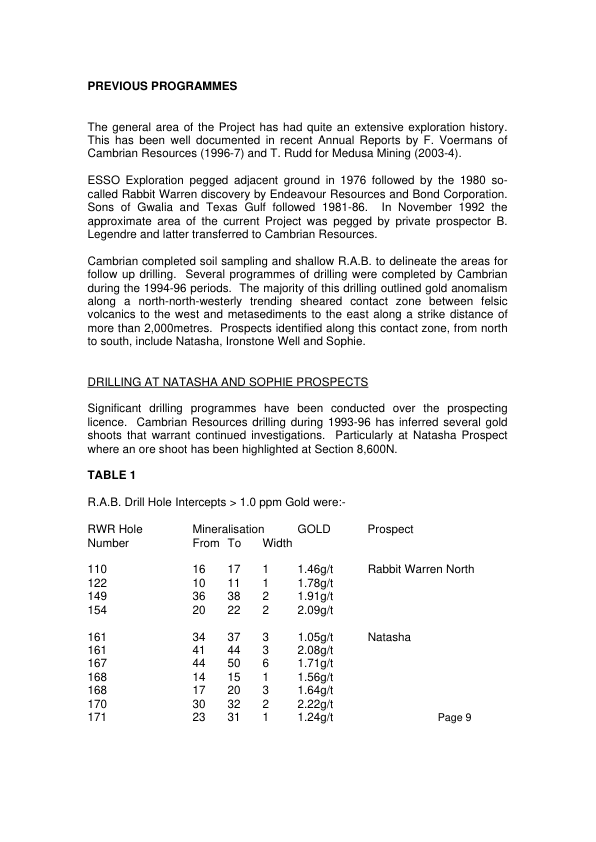 PREVIOUS PROGRAMMES
The general area of the Project has had quite an extensive exploration history.
This has been well documented in recent Annual Reports by F. Voermans of
Cambrian Resources (1996-7) and T. Rudd for Medusa Mining (2003-4).
ESSO Exploration pegged adjacent ground in 1976 followed by the 1980 so-
called Rabbit Warren discovery by Endeavour Resources and Bond Corporation.
Sons of Gwalia and Texas Gulf followed 1981-86.  In November 1992 the
approximate area of the current Project was pegged by private prospector B.
Legendre and latter transferred to Cambrian Resources.
Cambrian completed soil sampling and shallow R.A.B. to delineate the areas for
follow up drilling.  Several programmes of drilling were completed by Cambrian
during the 1994-96 periods.  The majority of this drilling outlined gold anomalism
along a north-north-westerly trending sheared contact zone between felsic
volcanics to the west and metasediments to the east along a strike distance of
more than 2,000metres.  Prospects identified along this contact zone, from north
to south, include Natasha, Ironstone Well and Sophie.
DRILLING AT NATASHA AND SOPHIE PROSPECTS
Significant drilling programmes have been conducted over the prospecting
licence.  Cambrian Resources drilling during 1993-96 has inferred several gold
shoots that warrant continued investigations.  Particularly at Natasha Prospect
where an ore shoot has been highlighted at Section 8,600N.
TABLE 1
R.A.B. Drill Hole Intercepts > 1.0 ppm Gold were:-
RWR Hole Mineralisation GOLD Prospect
Number From To Width
110 16 17 1 1.46g/t Rabbit Warren North
122 10 11 1 1.78g/t
149 36 38 2 1.91g/t
154 20 22 2 2.09g/t
161 34 37 3 1.05g/t Natasha
161 41 44 3 2.08g/t
167 44 50 6 1.71g/t
168 14 15 1 1.56g/t
168 17 20 3 1.64g/t
170 30 32 2 2.22g/t
171 23 31 1 1.24g/t Page 9